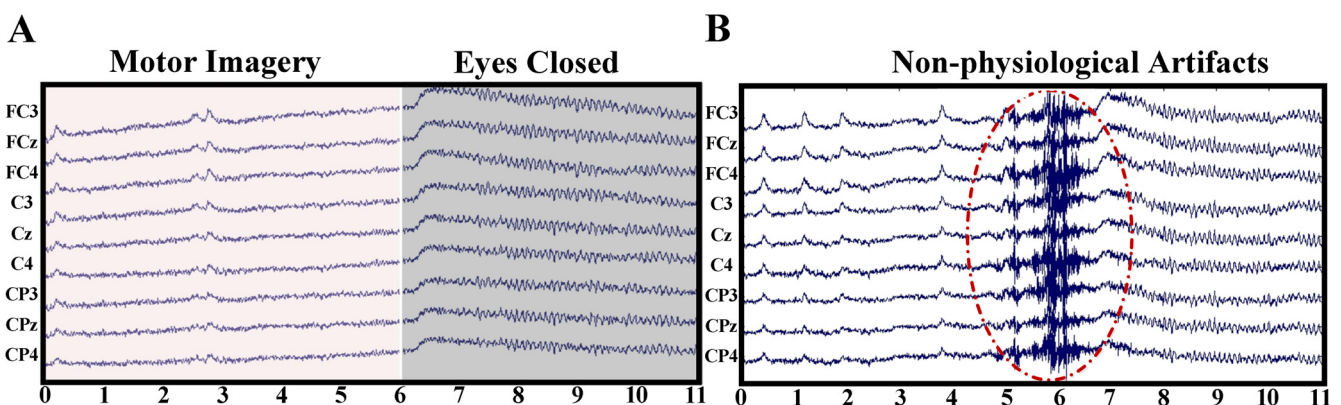 A
Motor Imagery Eyes Closed
FC3
FCz
FC4
C3
Cz
C4
CP3
CPz
CP4
0 1 2 3 4 5 6 7 8 9 10 11
B
Non-physiological Artifacts
FC3
FCz
FC4
C3
Cz
C4
CP3
CPz
CP4
0 1 2 3 4 5 6 7 8 9 10 11